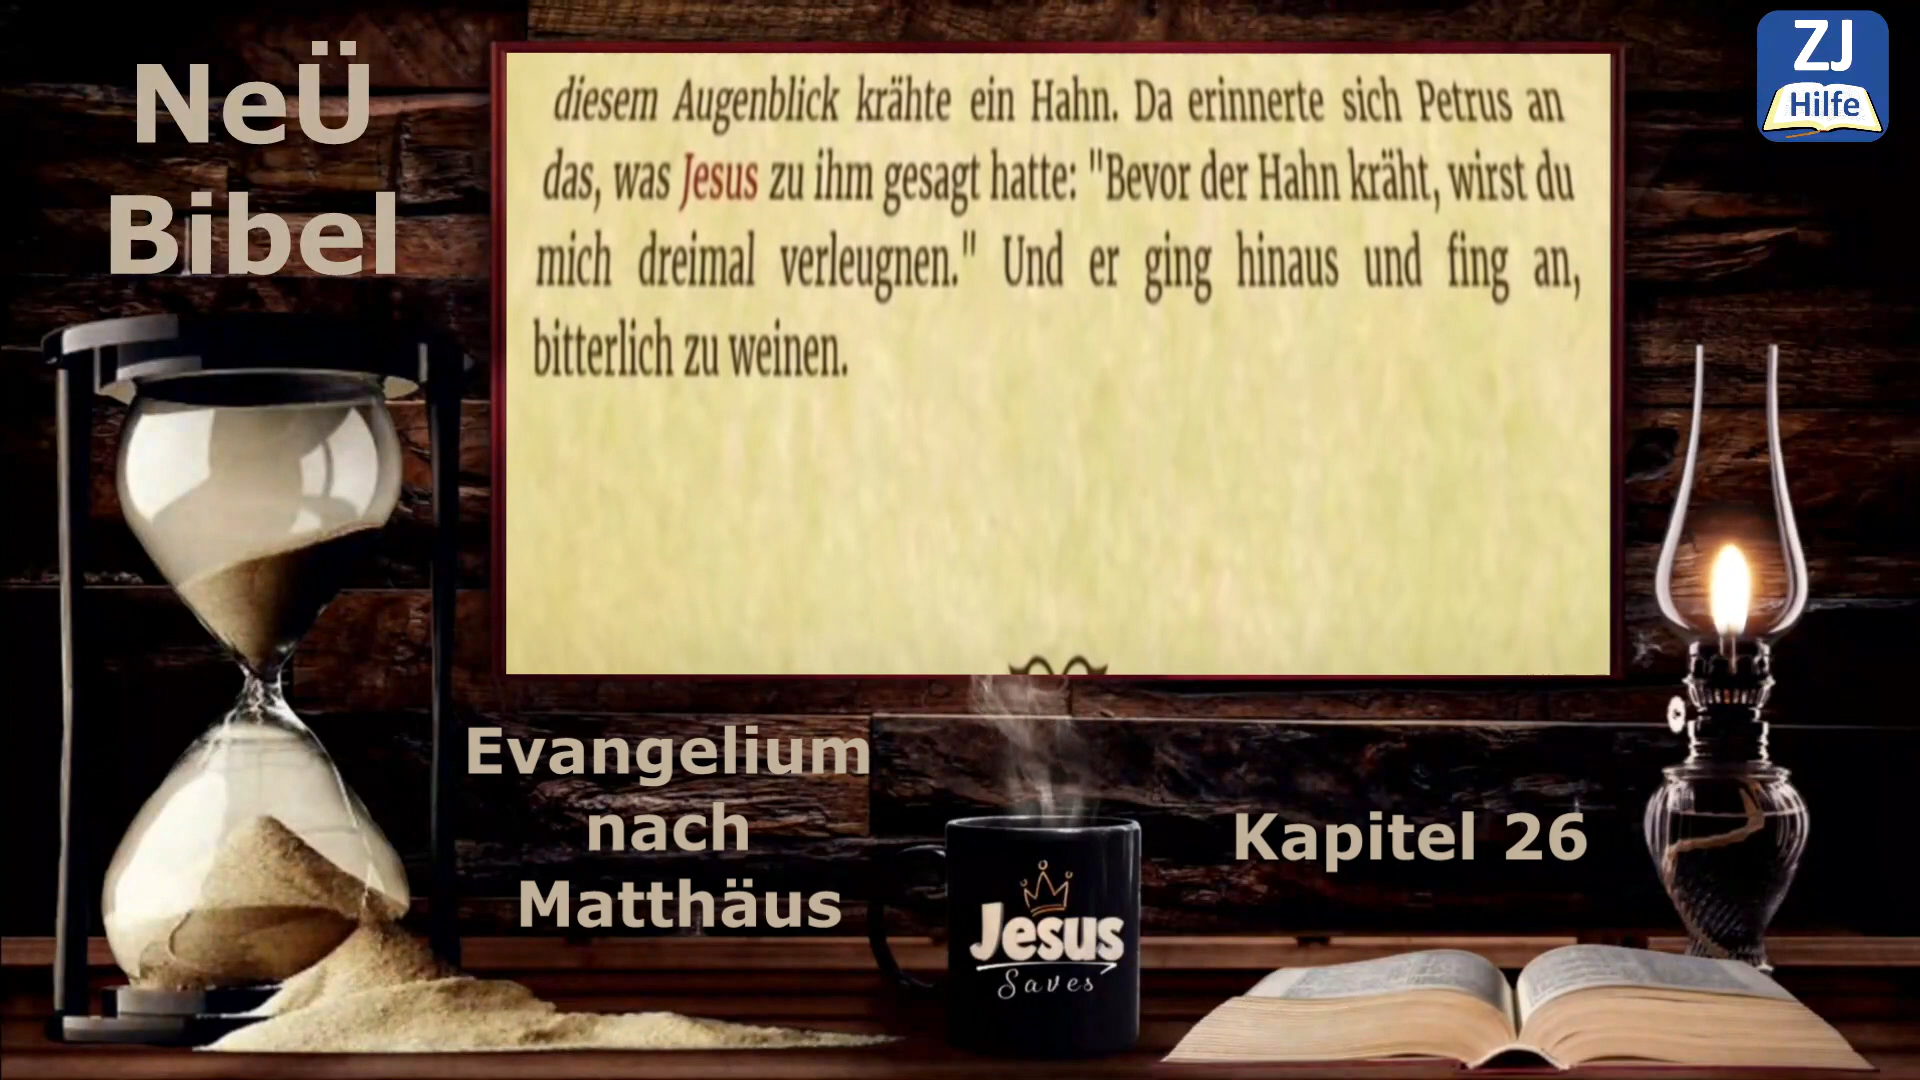 NeÜ
Bibel
diesem Augenblick krähte ein Hahn. Da erinnerte sich Petrus an
das, was Jesus zu ihm gesagt hatte: "Bevor der Hahn kräht, wirst du
mich dreimal verleugnen." Und er ging hinaus und fing an,
bitterlich zu weinen.
ZJ
Hilfe
Evangelium
nach
Matthäus
Kapitel 26
Jesus
Saves